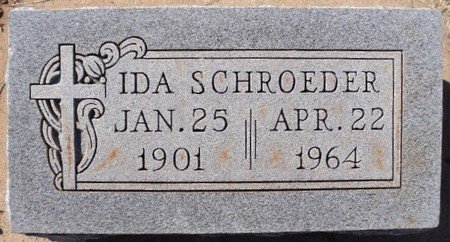 IDA SCHROEDER
JAN. 25 APR. 22
1901 1964